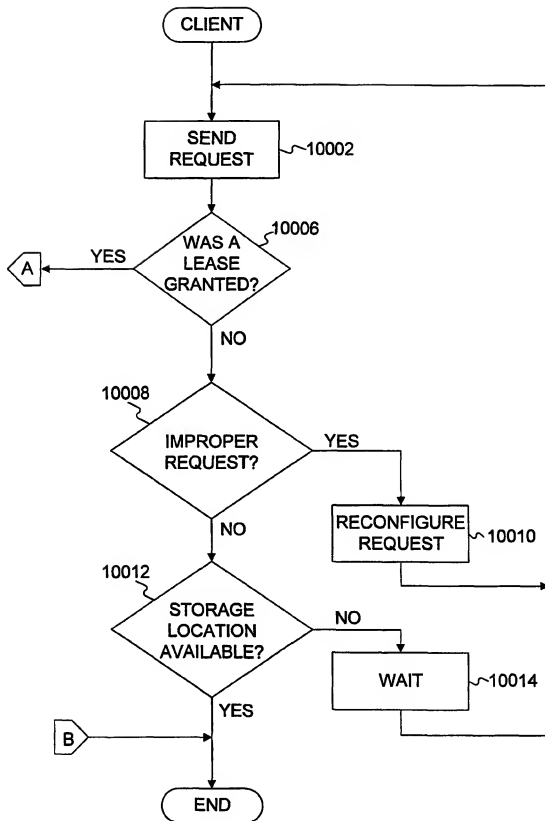 CLIENT
SEND
REQUEST
10002
10006
WAS A
LEASE
GRANTED?
YES
A
NO
10008
IMPROPER
REQUEST?
YES
RECONFIGURE
REQUEST
10010
NO
10012
STORAGE
LOCATION
AVAILABLE?
NO
WAIT
10014
YES
B
END